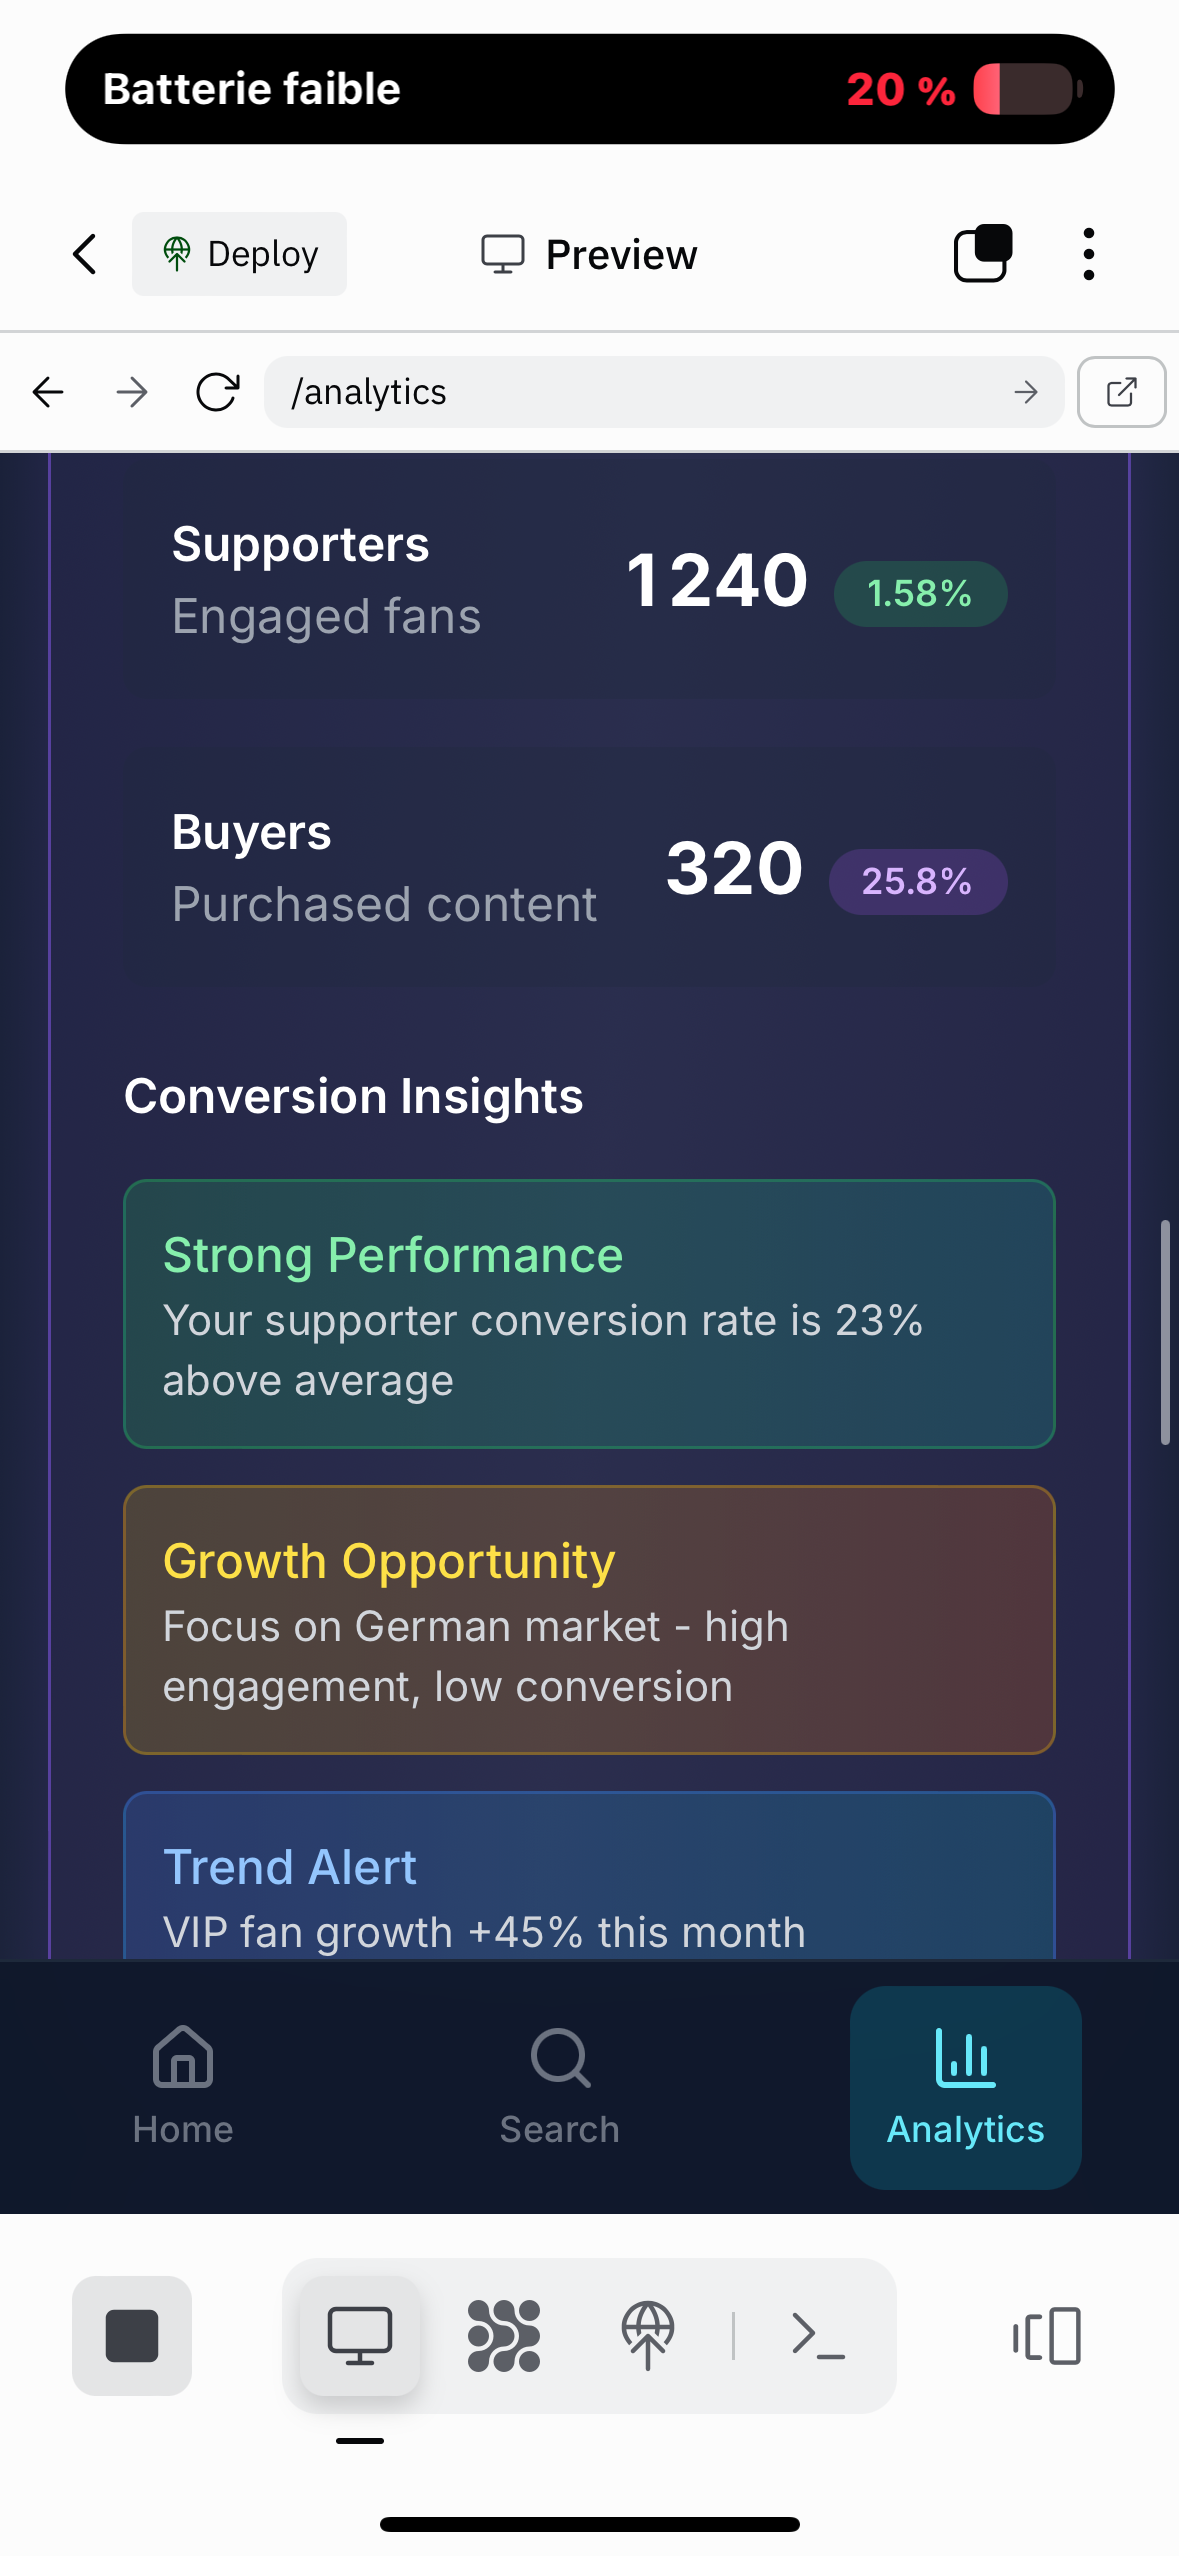 Batterie faible 20 %
Deploy Preview
/analytics
Supporters
Engaged fans
1 240 1.58%
Buyers
Purchased content
320 25.8%
Conversion Insights
Strong Performance
Your supporter conversion rate is 23%
above average
Growth Opportunity
Focus on German market - high
engagement, low conversion
Trend Alert
VIP fan growth +45% this month
Home Search Analytics